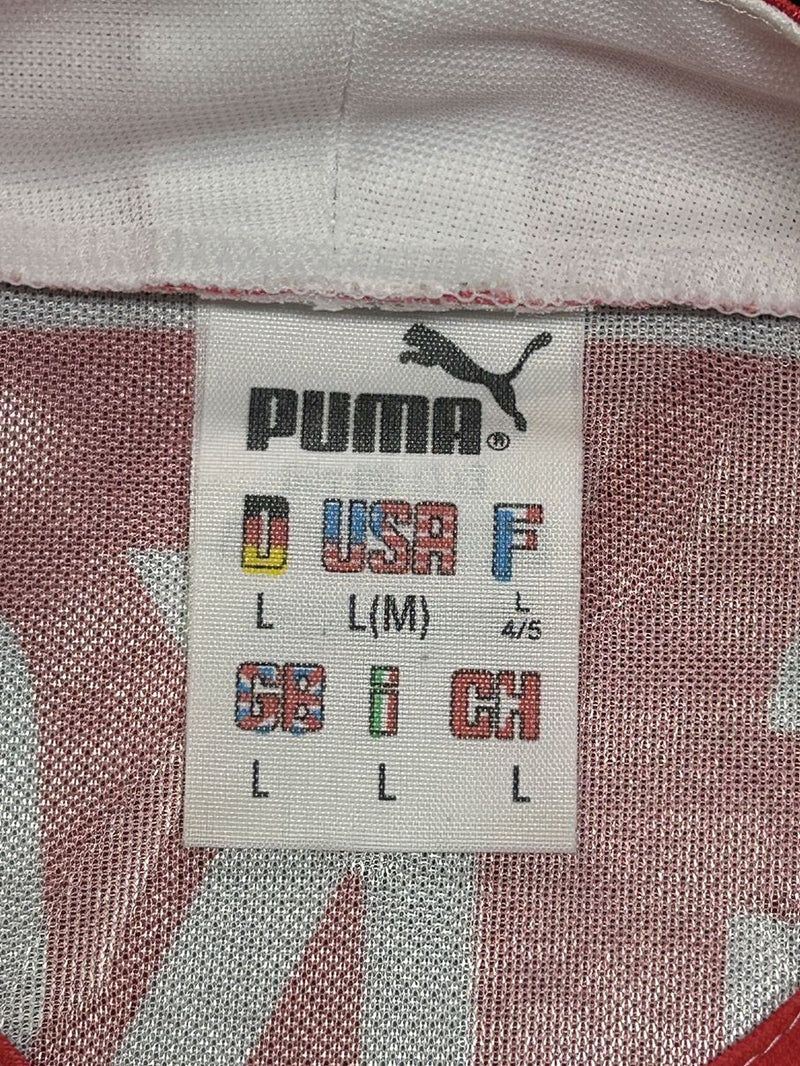 PUMA®
D USA F
L L(M) L 4/5
GB i CH
L L L